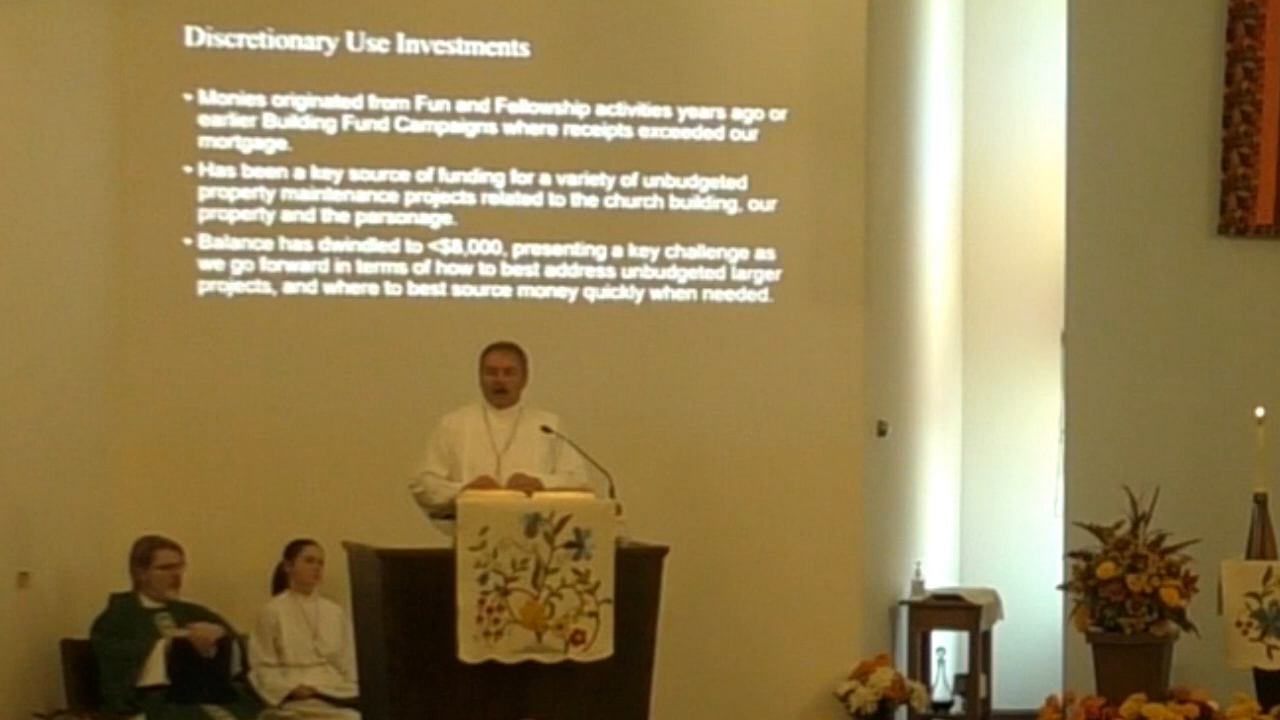 Discretionary Use Investments
• Monies originated from Fun and Fellowship activities years ago or
earlier Building Fund Campaigns where receipts exceeded our
mortgage.
• Has been a key source of funding for a variety of unbudgeted
property maintenance projects related to the church building, our
property and the parsonage.
• Balance has dwindled to <$8,000, presenting a key challenge as
we go forward in terms of how to best address unbudgeted larger
projects, and where to best source money quickly when needed.